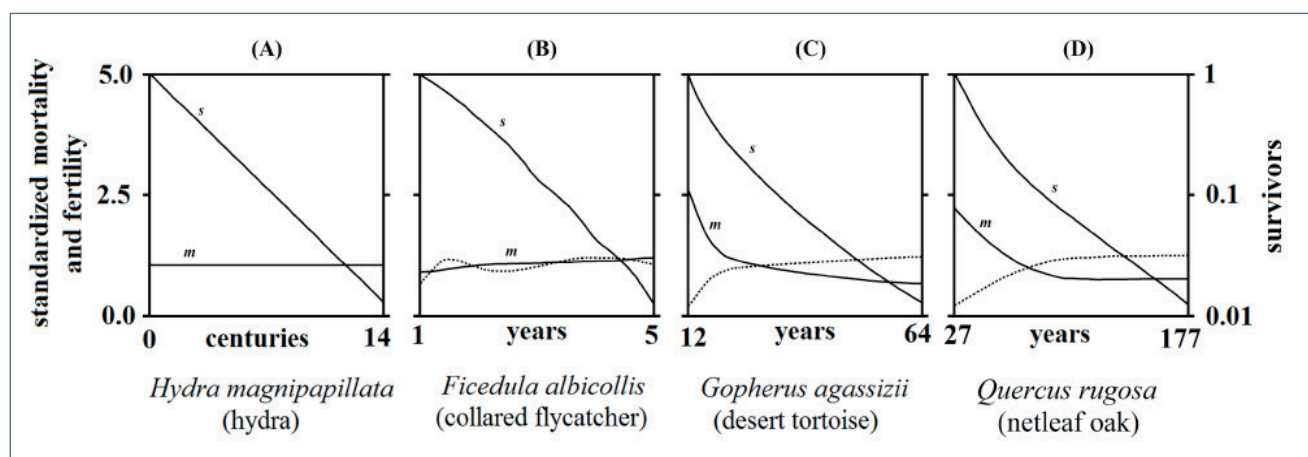 (A) (B) (C) (D)
standardized mortality
and fertility
5.0
2.5
0.0
s
m
s
m
s
m
s
m
1
0.1
0.01
survivors
0 centuries 14
1 years 5
12 years 64
27 years 177
Hydra magnipapillata
(hydra)
Ficedula albicollis
(collared flycatcher)
Gopherus agassizii
(desert tortoise)
Quercus rugosa
(netleaf oak)